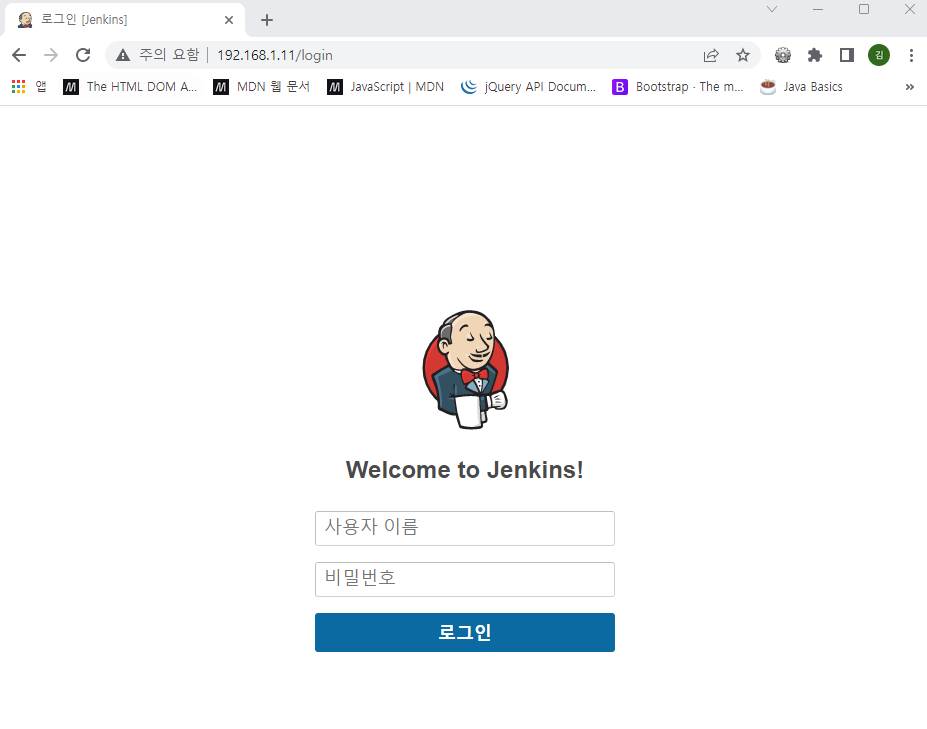 로그인 [Jenkins]
주의 요함 192.168.1.11/login
김
앱 The HTML DOM A... MDN 웹 문서 JavaScript | MDN jQuery API Docum... Bootstrap · The m... Java Basics
Welcome to Jenkins!
사용자 이름
비밀번호
로그인